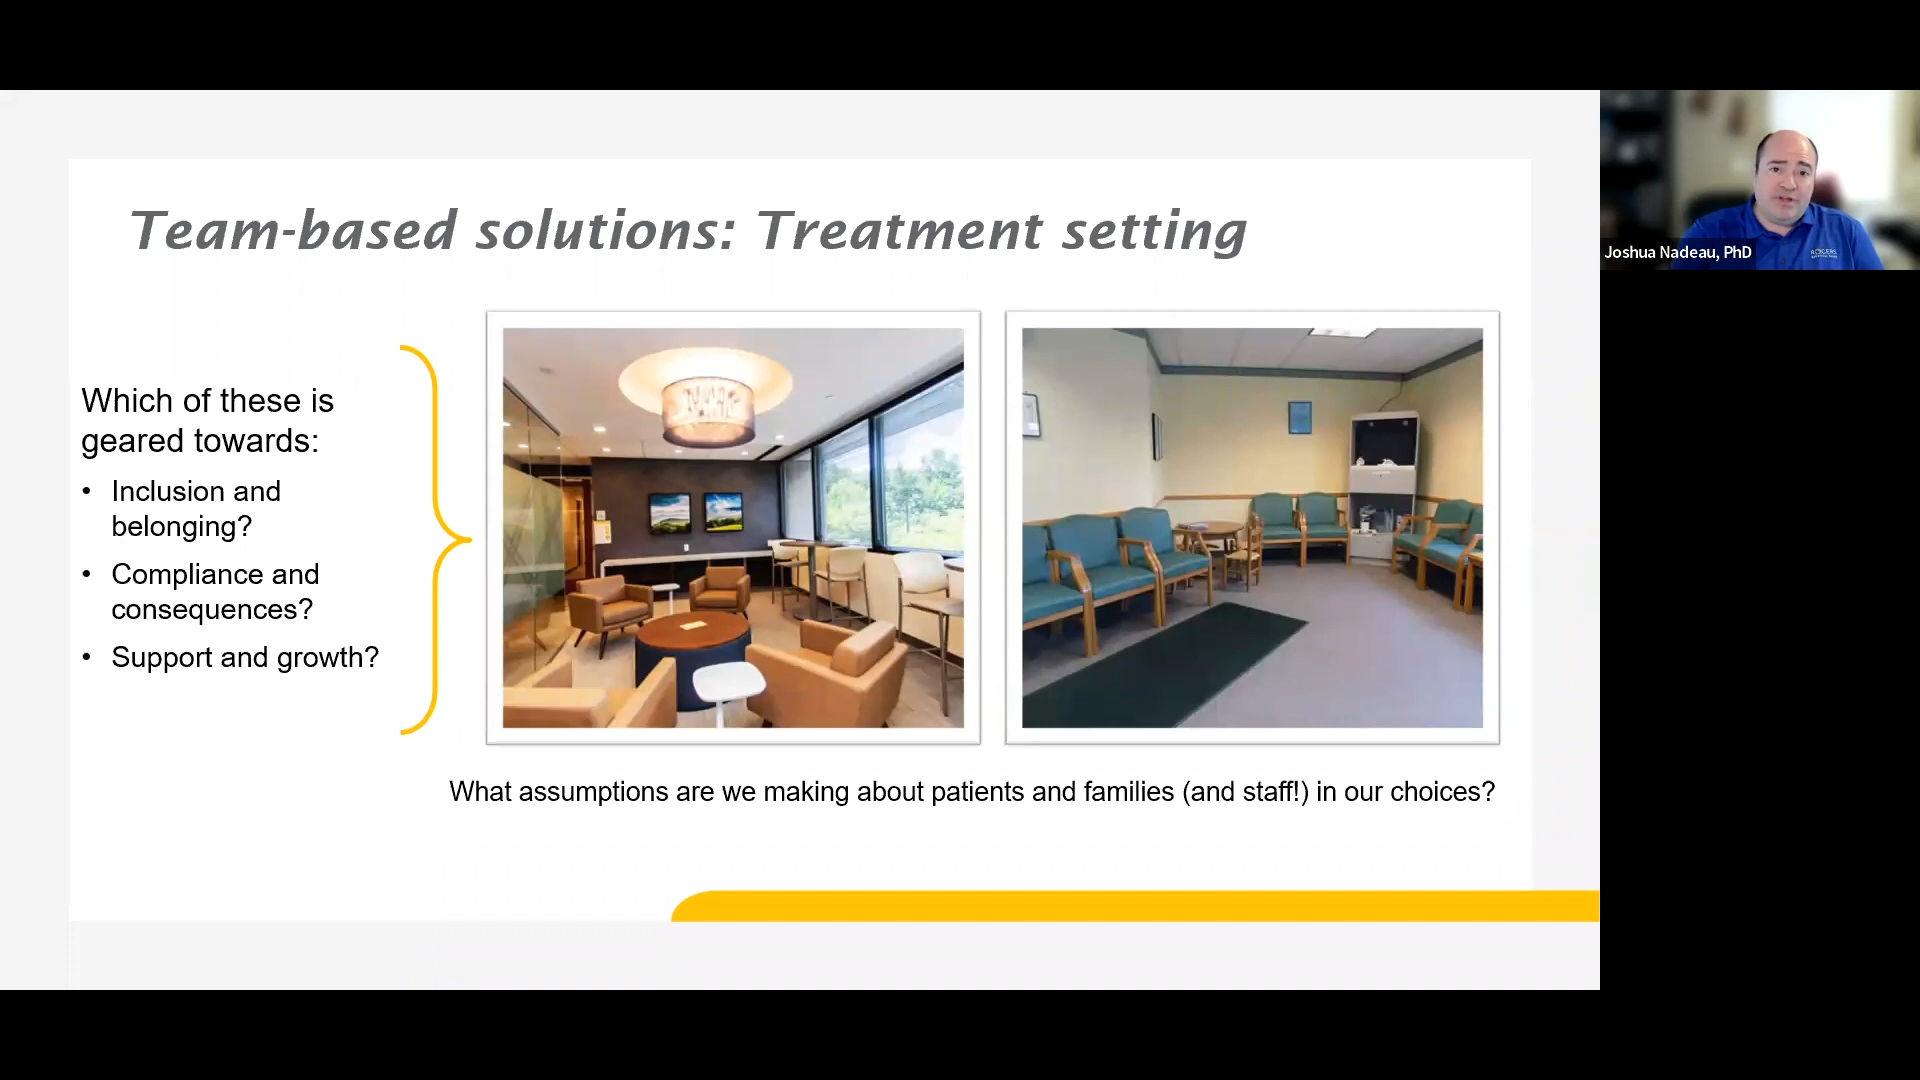 Team-based solutions: Treatment setting
Which of these is
geared towards:
• Inclusion and
belonging?
• Compliance and
consequences?
• Support and growth?
What assumptions are we making about patients and families (and staff!) in our choices?
Joshua Nadeau, PhD
ROGERS